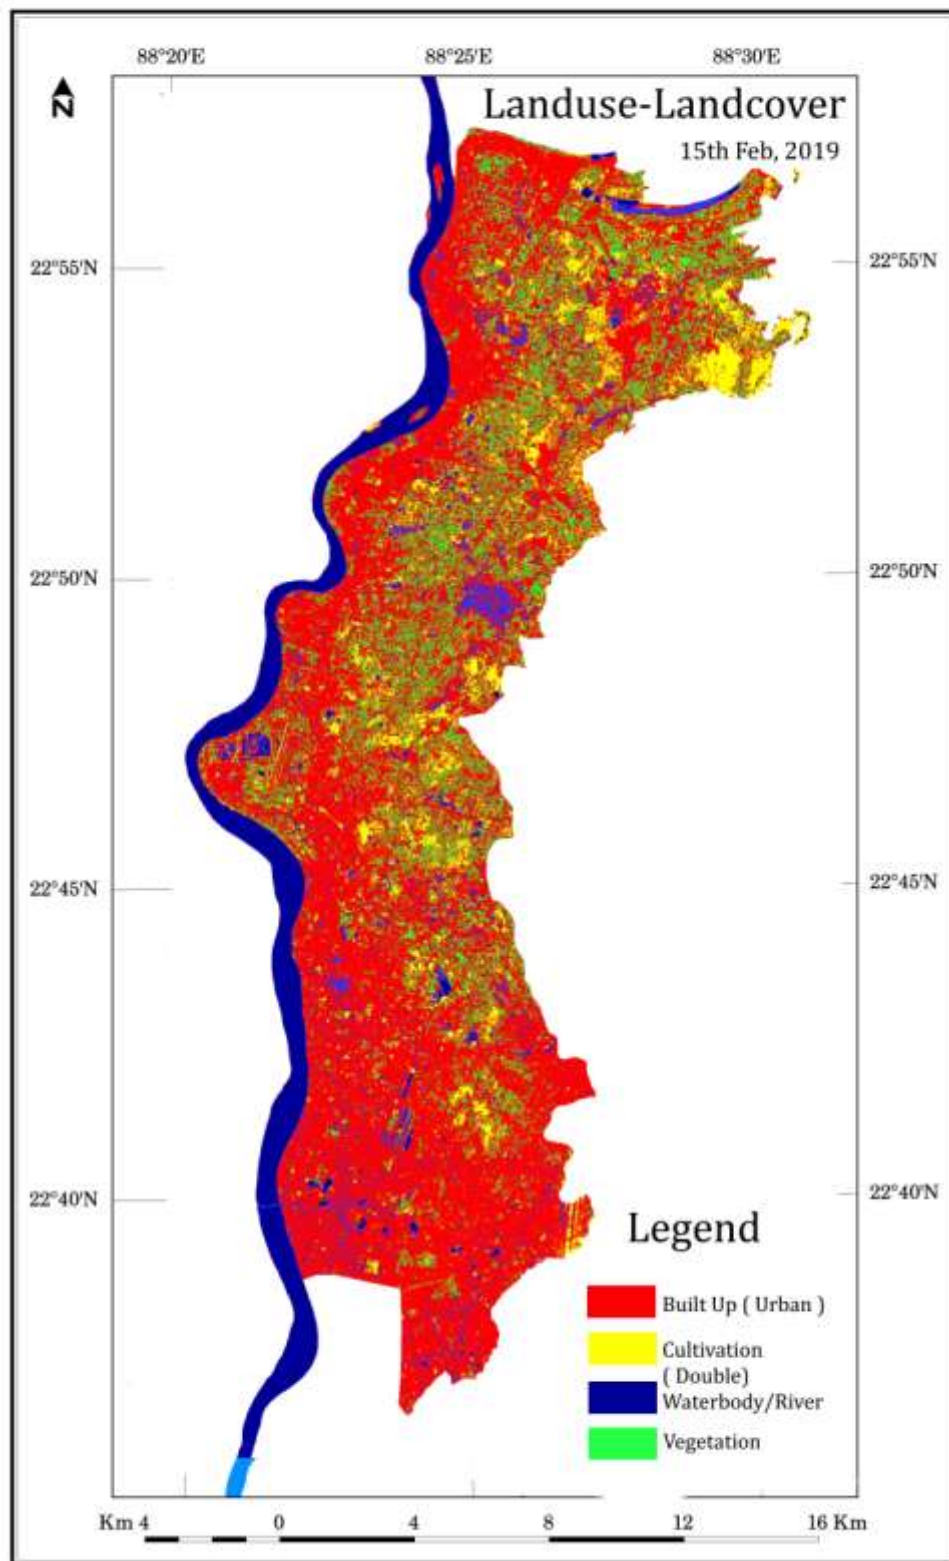 88°20'E 88°25'E 88°30'E
N
Landuse-Landcover
15th Feb, 2019
22°55'N 22°55'N
22°50'N 22°50'N
22°45'N 22°45'N
22°40'N 22°40'N
Legend
Built Up ( Urban )
Cultivation
( Double)
Waterbody/River
Vegetation
Km 4 0 4 8 12 16 Km